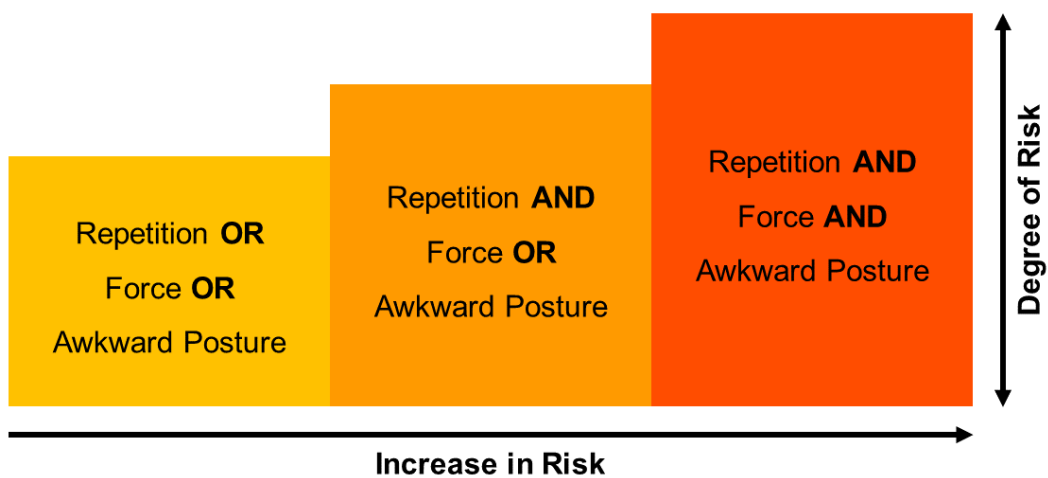 Repetition OR
Force OR
Awkward Posture
Repetition AND
Force OR
Awkward Posture
Repetition AND
Force AND
Awkward Posture
Degree of Risk
Increase in Risk